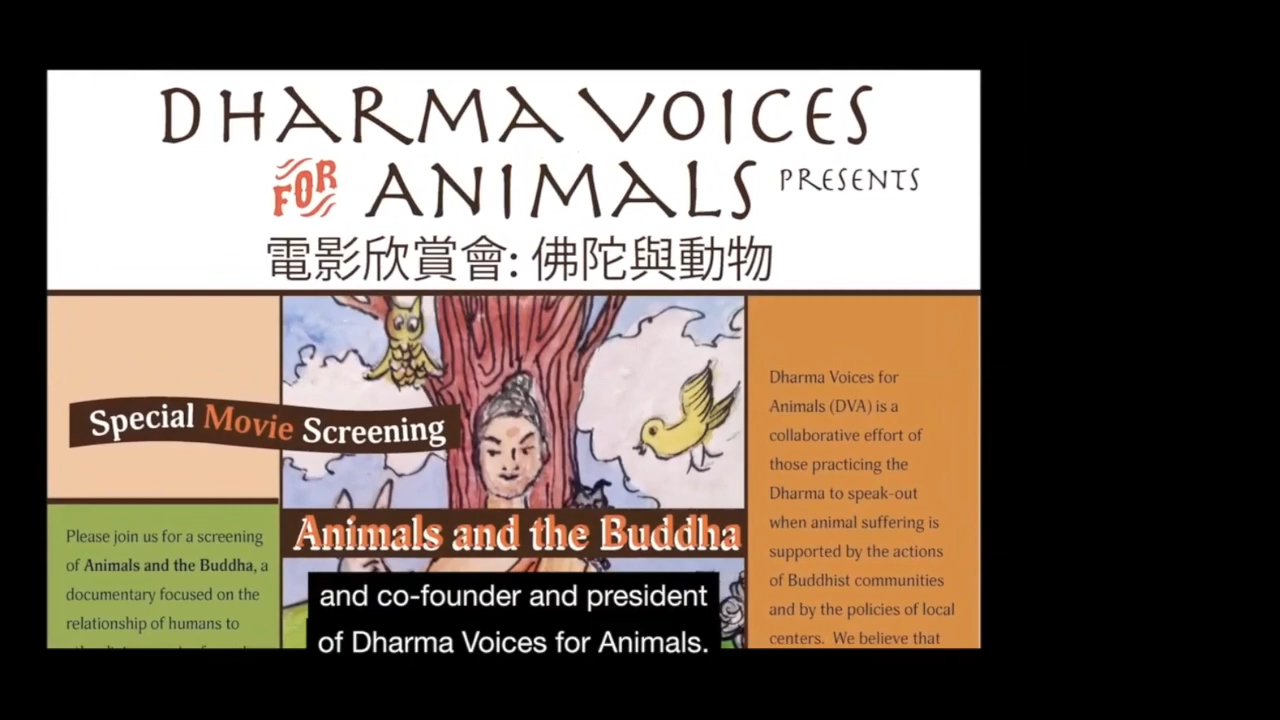 DHARMA VOICES
FOR ANIMALS PRESENTS
電影欣賞會: 佛陀與動物
Special Movie Screening
Animals and the Buddha
Please join us for a screening
of Animals and the Buddha, a
documentary focused on the
relationship of humans to
Dharma Voices for
Animals (DVA) is a
collaborative effort of
those practicing the
Dharma to speak-out
when animal suffering is
supported by the actions
of Buddhist communities
and by the policies of local
centers. We believe that
and co-founder and president
of Dharma Voices for Animals.